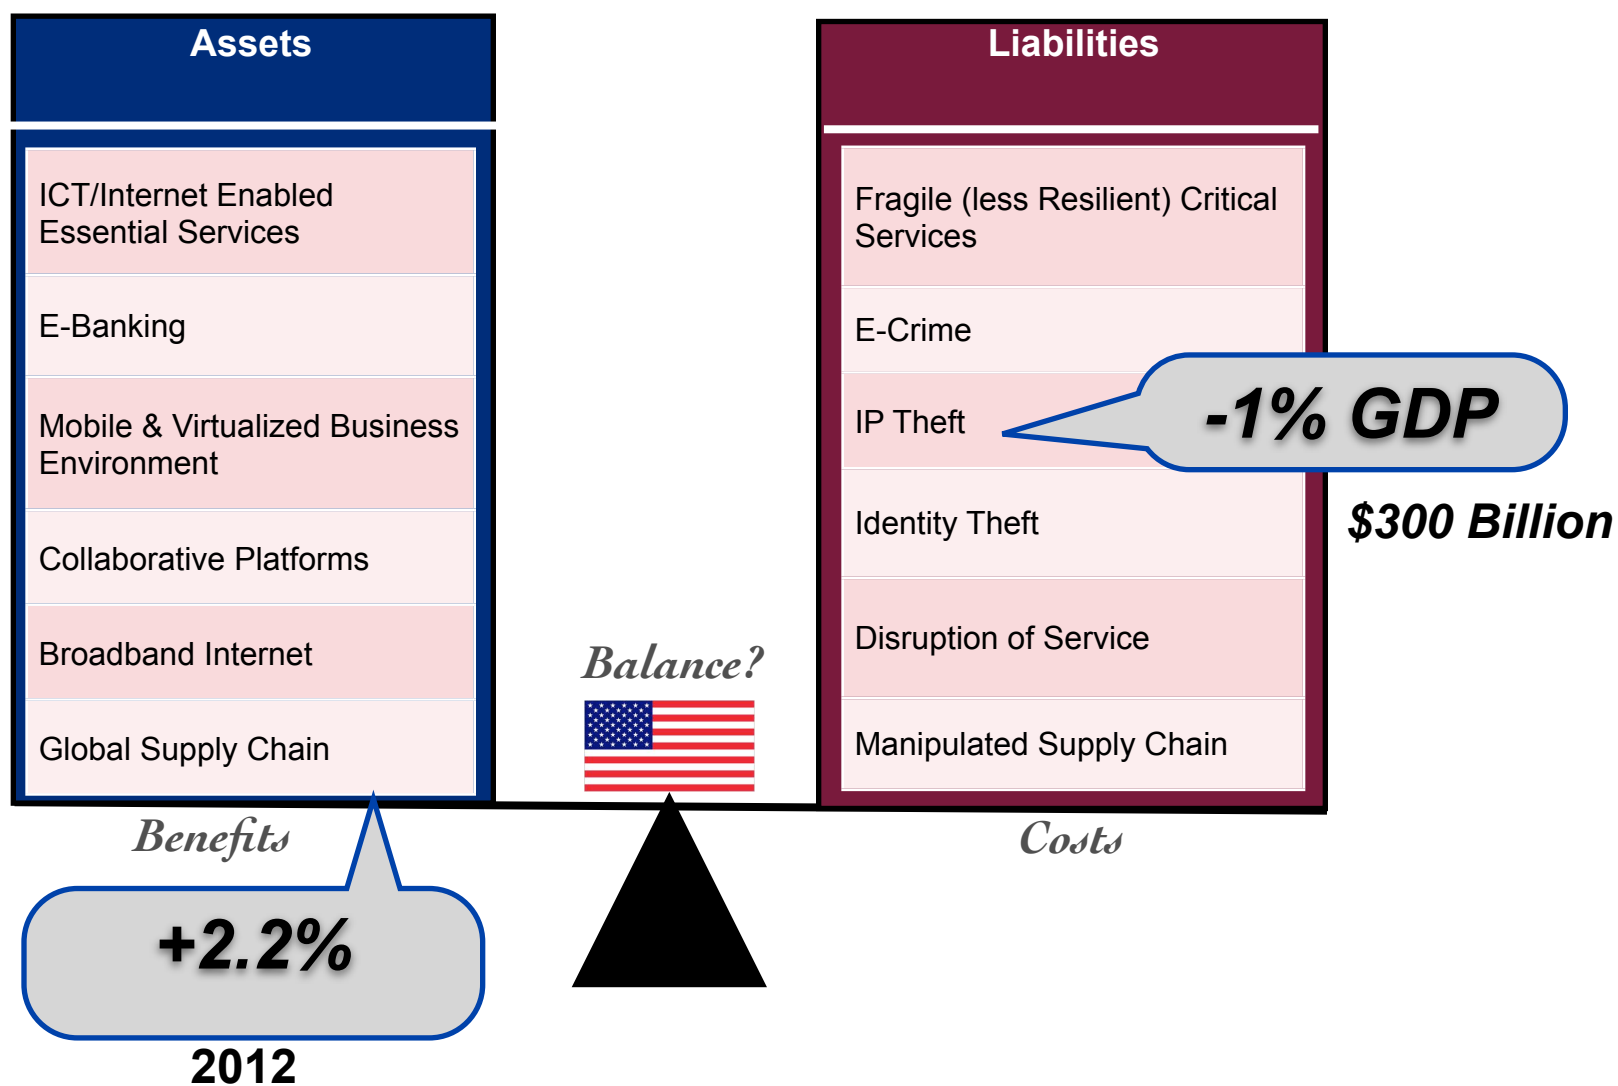 Assets
ICT/Internet Enabled
Essential Services
E-Banking
Mobile & Virtualized Business
Environment
Collaborative Platforms
Broadband Internet
Global Supply Chain
Benefits
+2.2%
2012
Balance?
Liabilities
Fragile (less Resilient) Critical
Services
E-Crime
IP Theft
-1% GDP
$300 Billion
Identity Theft
Disruption of Service
Manipulated Supply Chain
Costs